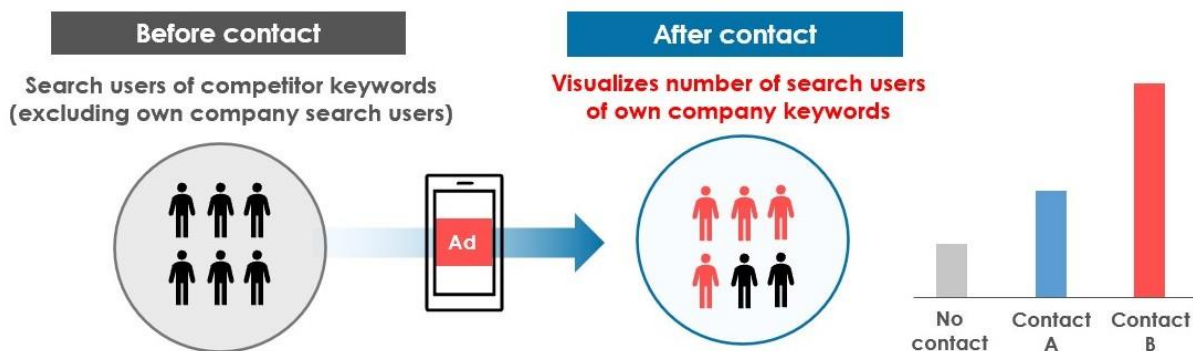 Before contact
After contact
Search users of competitor keywords
(excluding own company search users)
Visualizes number of search users
of own company keywords
Ad
No
contact
Contact
A
Contact
B